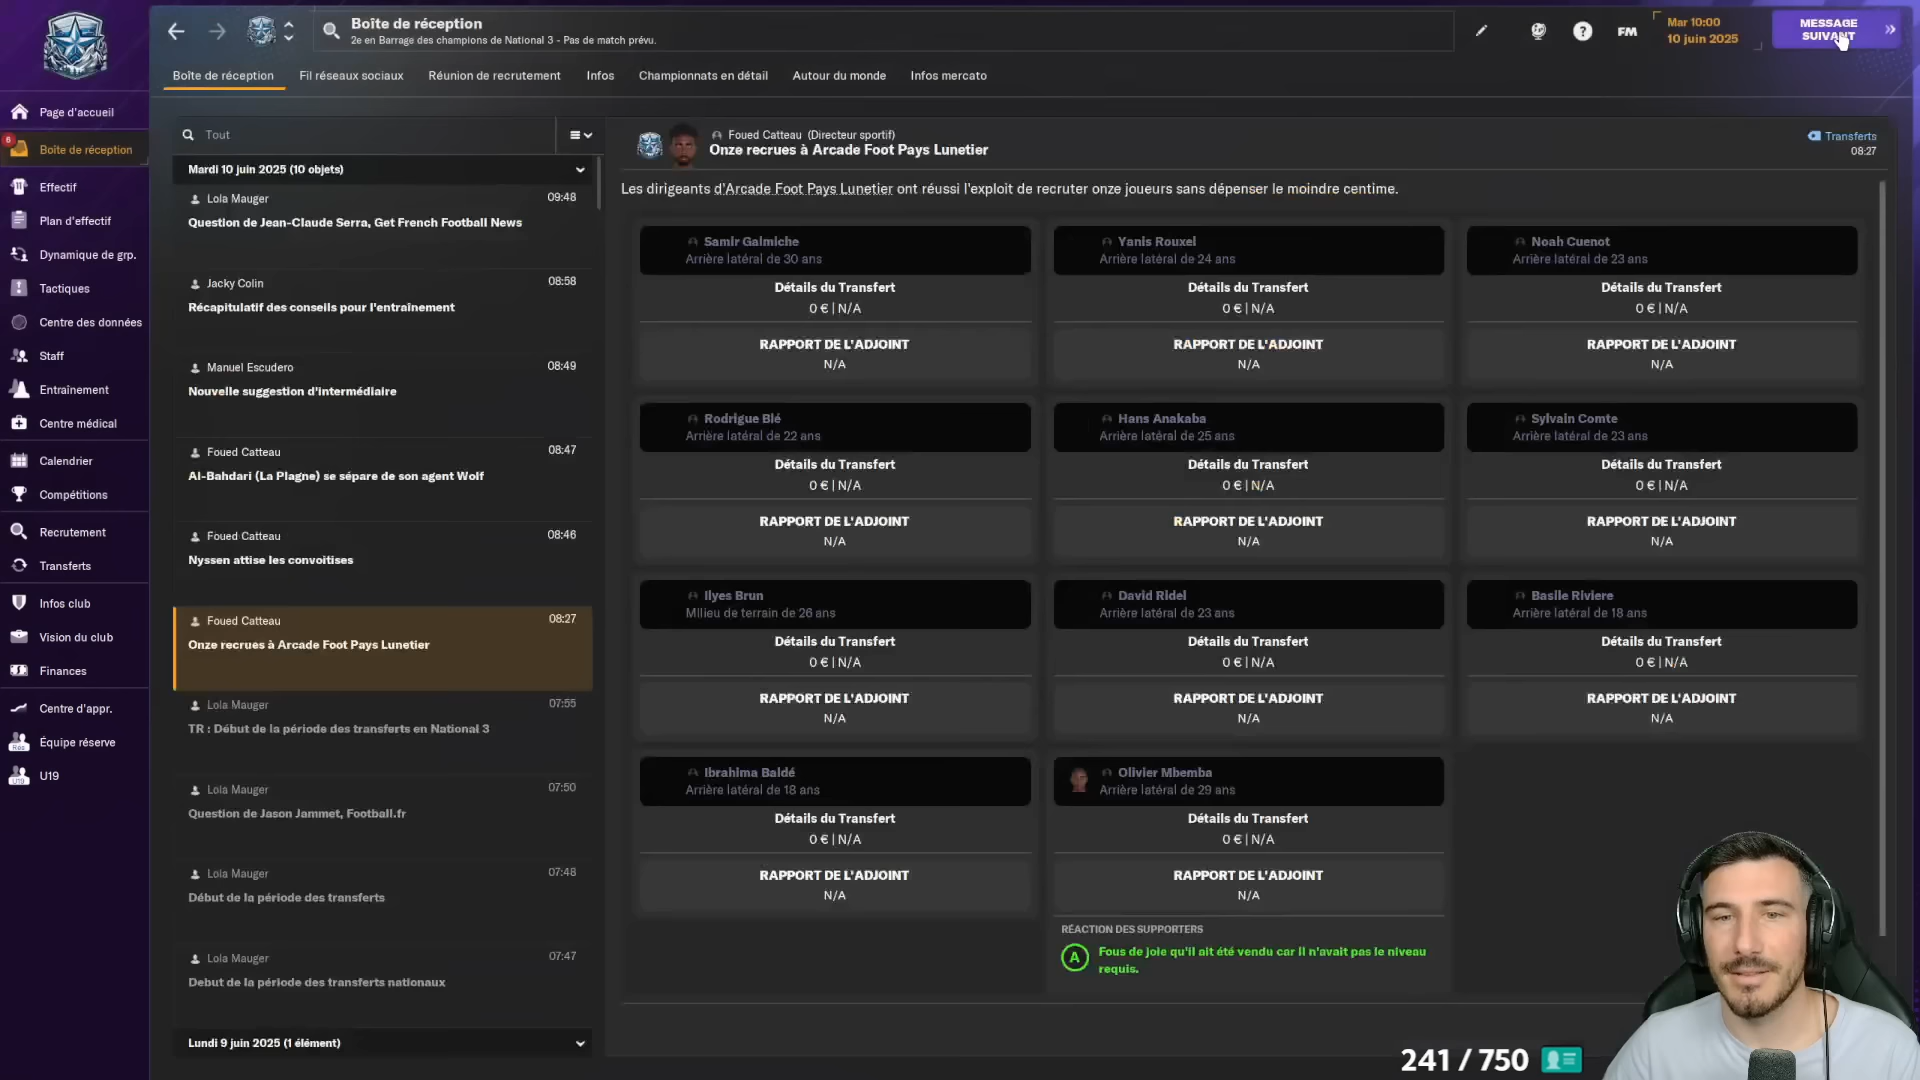 Boîte de réception
2e en Barrage des champions de National 3 - Pas de match prévu.
FM
Mar 10:00
10 juin 2025
MESSAGE
SUIVANT
Boîte de réception
Fil réseaux sociaux
Réunion de recrutement
Infos
Championnats en détail
Autour du monde
Infos mercato
Page d'accueil
6
Boîte de réception
Effectif
Plan d'effectif
Dynamique de grp.
Tactiques
Centre des données
Staff
Entraînement
Centre médical
Calendrier
Compétitions
Recrutement
Transferts
Infos club
Vision du club
Finances
Centre d'appr.
Équipe réserve
U19
Tout
Mardi 10 juin 2025 (10 objets)
Lola Mauger
09:48
Question de Jean-Claude Serra, Get French Football News
Jacky Colin
08:58
Récapitulatif des conseils pour l'entraînement
Manuel Escudero
08:49
Nouvelle suggestion d'intermédiaire
Foued Catteau
08:47
Al-Bahdari (La Plagne) se sépare de son agent Wolf
Foued Catteau
08:46
Nyssen attise les convoitises
Foued Catteau
08:27
Onze recrues à Arcade Foot Pays Lunetier
Lola Mauger
07:55
TR : Début de la période des transferts en National 3
Lola Mauger
07:50
Question de Jason Jammet, Football.fr
Lola Mauger
07:48
Début de la période des transferts
Lola Mauger
07:47
Debut de la période des transferts nationaux
Lundi 9 juin 2025 (1 élément)
Foued Catteau (Directeur sportif)
Onze recrues à Arcade Foot Pays Lunetier
Transferts
08:27
Les dirigeants d'Arcade Foot Pays Lunetier ont réussi l'exploit de recruter onze joueurs sans dépenser le moindre centime.
Samir Galmiche
Arrière latéral de 30 ans
Détails du Transfert
0 € | N/A
RAPPORT DE L'ADJOINT
N/A
Yanis Rouxel
Arrière latéral de 24 ans
Détails du Transfert
0 € | N/A
RAPPORT DE L'ADJOINT
N/A
Noah Cuenot
Arrière latéral de 23 ans
Détails du Transfert
0 € | N/A
RAPPORT DE L'ADJOINT
N/A
Rodrigue Blé
Arrière latéral de 22 ans
Détails du Transfert
0 € | N/A
RAPPORT DE L'ADJOINT
N/A
Hans Anakaba
Arrière latéral de 25 ans
Détails du Transfert
0 € | N/A
RAPPORT DE L'ADJOINT
N/A
Sylvain Comte
Arrière latéral de 23 ans
Détails du Transfert
0 € | N/A
RAPPORT DE L'ADJOINT
N/A
Ilyes Brun
Milieu de terrain de 26 ans
Détails du Transfert
0 € | N/A
RAPPORT DE L'ADJOINT
N/A
David Ridel
Arrière latéral de 23 ans
Détails du Transfert
0 € | N/A
RAPPORT DE L'ADJOINT
N/A
Basile Riviere
Arrière latéral de 18 ans
Détails du Transfert
0 € | N/A
RAPPORT DE L'ADJOINT
N/A
Ibrahima Baldé
Arrière latéral de 18 ans
Détails du Transfert
0 € | N/A
RAPPORT DE L'ADJOINT
N/A
Olivier Mbemba
Arrière latéral de 29 ans
Détails du Transfert
0 € | N/A
RAPPORT DE L'ADJOINT
N/A
RÉACTION DES SUPPORTERS
A
Fous de joie qu'il ait été vendu car il n'avait pas le niveau
requis.
241 / 750